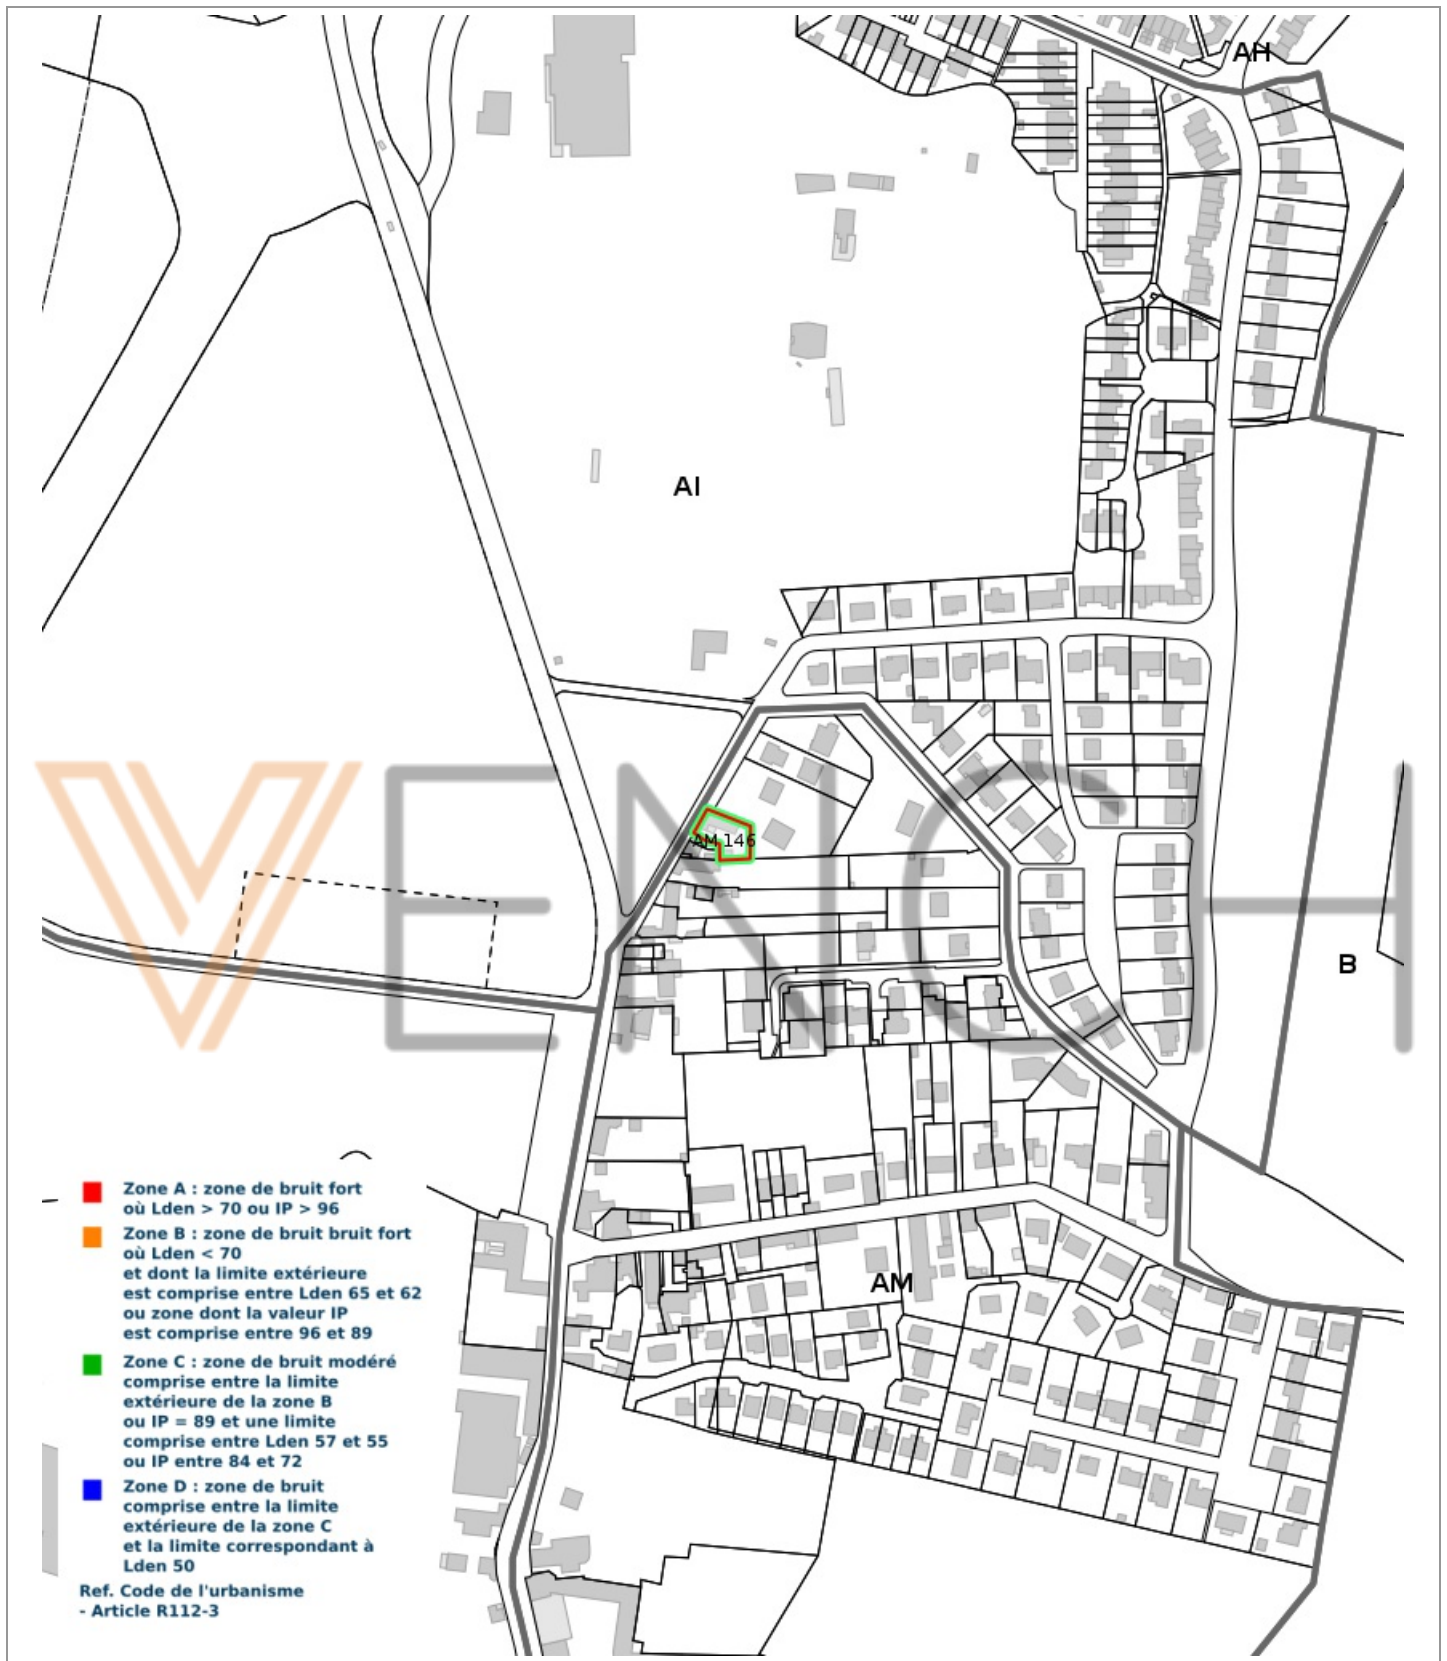 AH
AI
AM 146
VENCH
B
AM
Zone A : zone de bruit fort
où Lden > 70 ou IP > 96
Zone B : zone de bruit bruit fort
où Lden < 70
et dont la limite extérieure
est comprise entre Lden 65 et 62
ou zone dont la valeur IP
est comprise entre 96 et 89
Zone C : zone de bruit modéré
comprise entre la limite
extérieure de la zone B
ou IP = 89 et une limite
comprise entre Lden 57 et 55
ou IP entre 84 et 72
Zone D : zone de bruit
comprise entre la limite
extérieure de la zone C
et la limite correspondant à
Lden 50
Ref. Code de l'urbanisme
- Article R112-3